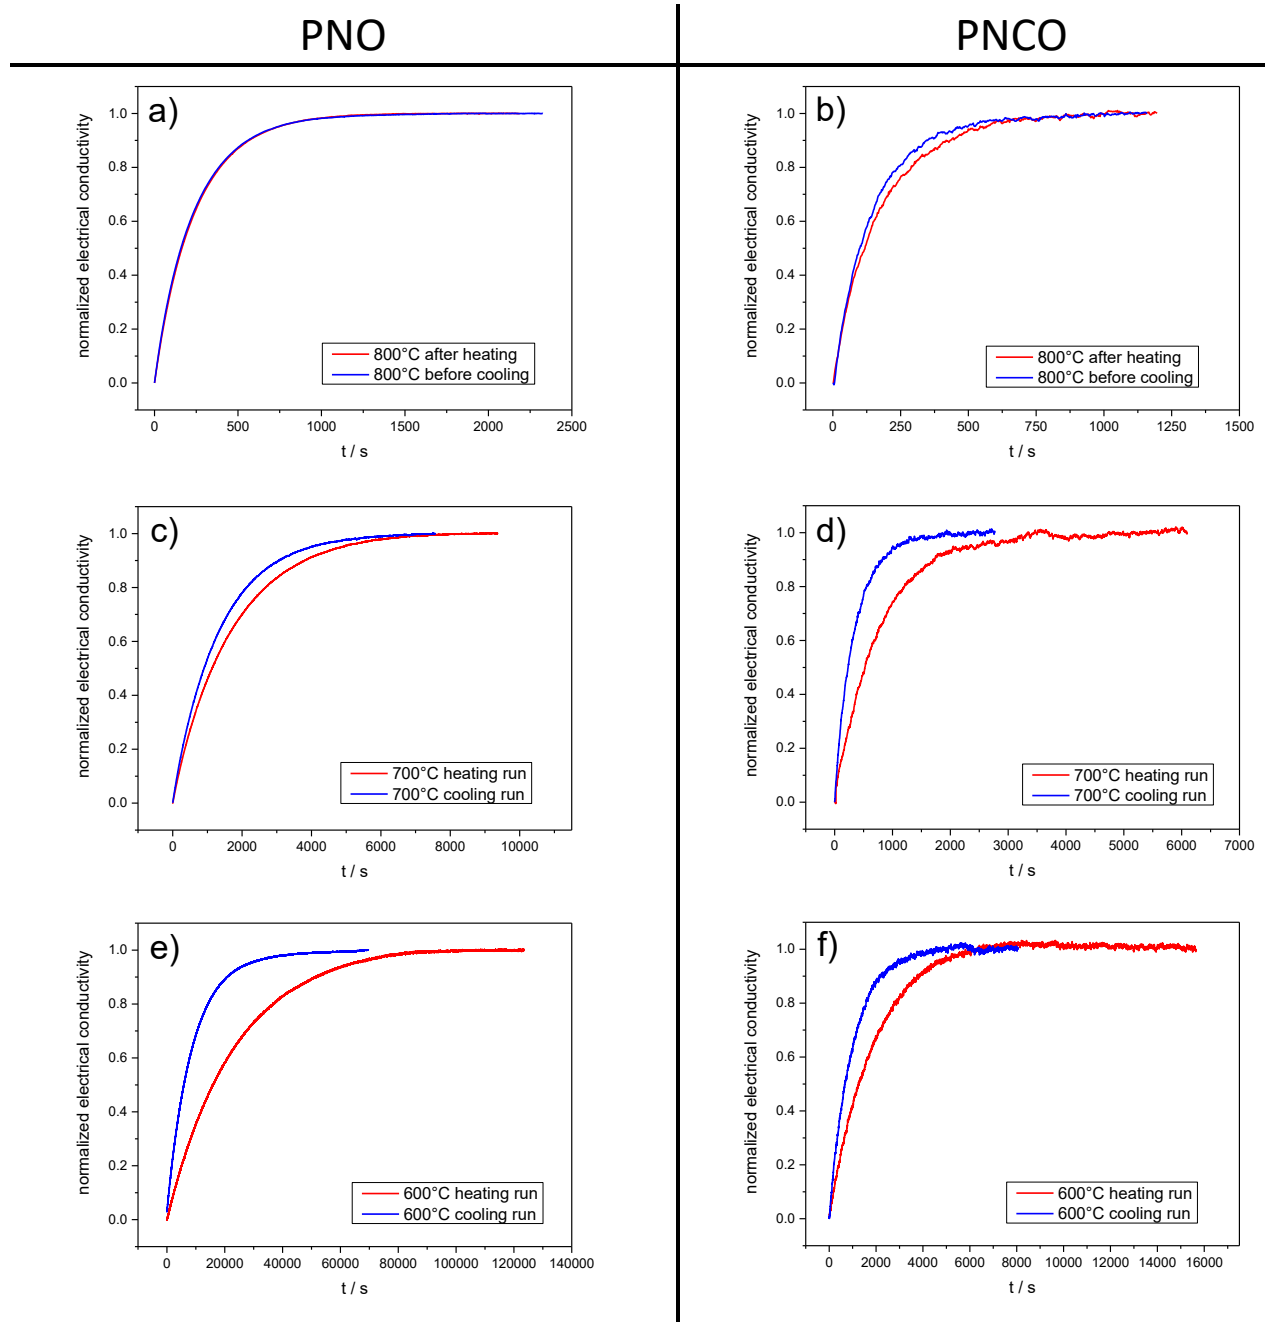 PNO
PNCO
a)
normalized electrical conductivity
1.0
0.8
0.6
0.4
0.2
0.0
800°C after heating
800°C before cooling
0 500 1000 1500 2000 2500
t / s
b)
normalized electrical conductivity
1.0
0.8
0.6
0.4
0.2
0.0
800°C after heating
800°C before cooling
0 250 500 750 1000 1250 1500
t / s
c)
normalized electrical conductivity
1.0
0.8
0.6
0.4
0.2
0.0
700°C heating run
700°C cooling run
0 2000 4000 6000 8000 10000
t / s
d)
normalized electrical conductivity
1.0
0.8
0.6
0.4
0.2
0.0
700°C heating run
700°C cooling run
0 1000 2000 3000 4000 5000 6000 7000
t / s
e)
normalized electrical conductivity
1.0
0.8
0.6
0.4
0.2
0.0
600°C heating run
600°C cooling run
0 20000 40000 60000 80000 100000 120000 140000
t / s
f)
normalized electrical conductivity
1.0
0.8
0.6
0.4
0.2
0.0
600°C heating run
600°C cooling run
0 2000 4000 6000 8000 10000 12000 14000 16000
t / s